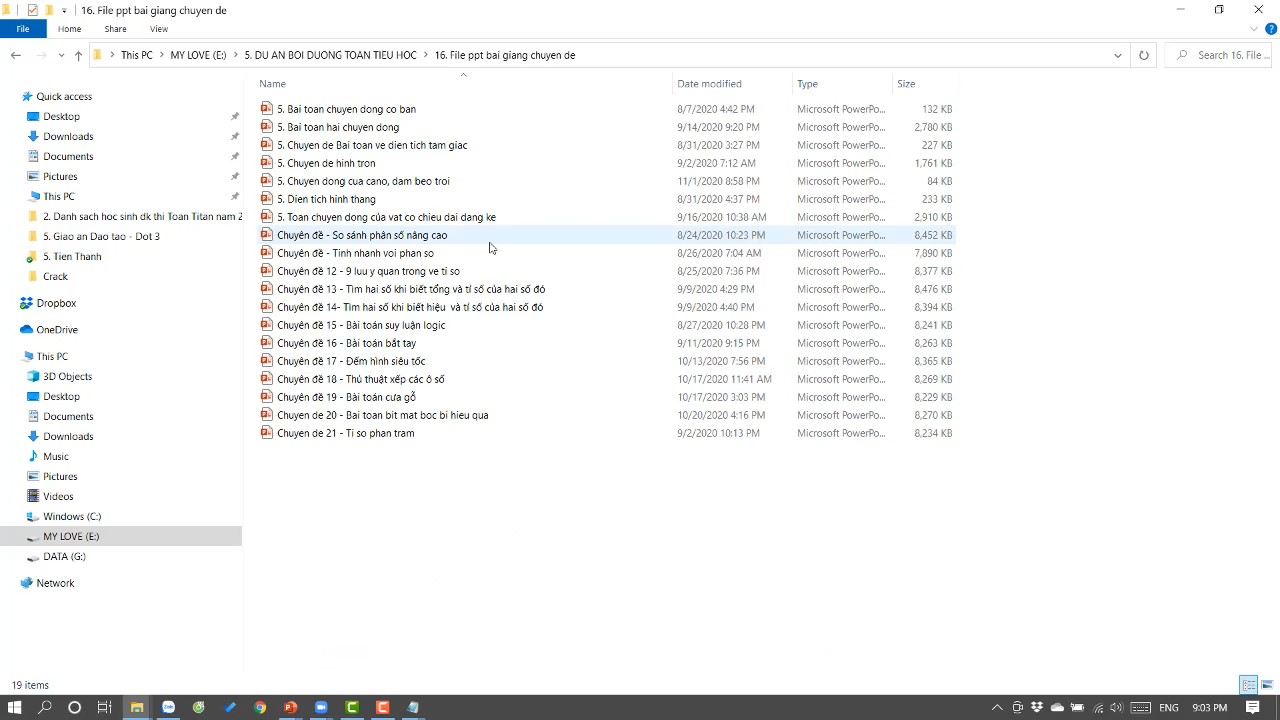 16. File ppt bai giang chuyen de
File Home Share View
This PC MY LOVE (E:) 5. DU AN BOI DUONG TOAN TIEU HOC 16. File ppt bai giang chuyen de
Search 16. File ...
Name Date modified Type Size
5. Bai toan chuyen dong co ban 8/7/2020 4:42 PM Microsoft PowerPo... 132 KB
5. Bai toan hai chuyen dong 9/14/2020 9:20 PM Microsoft PowerPo... 2,780 KB
5. Chuyen de Bai toan ve dien tich tam giac 8/31/2020 3:27 PM Microsoft PowerPo... 227 KB
5. Chuyen de hinh tron 9/2/2020 7:12 AM Microsoft PowerPo... 1,761 KB
5. Chuyen dong cua cano, dam beo troi 11/1/2020 8:58 PM Microsoft PowerPo... 84 KB
5. Dien tich hinh thang 8/31/2020 4:37 PM Microsoft PowerPo... 233 KB
5. Toan chuyen dong của vat co chieu dai dang ke 9/16/2020 10:38 AM Microsoft PowerPo... 2,910 KB
Chuyên đề - So sánh phân số nâng cao 8/24/2020 10:23 PM Microsoft PowerPo... 8,452 KB
Chuyên đề - Tinh nhanh voi phan so 8/26/2020 7:04 AM Microsoft PowerPo... 7,890 KB
Chuyên đề 12 - 9 luu y quan trong ve ti so 8/25/2020 7:36 PM Microsoft PowerPo... 8,377 KB
Chuyên đề 13 - Tìm hai số khi biết tổng và tỉ số của hai số đó 9/9/2020 4:29 PM Microsoft PowerPo... 8,476 KB
Chuyên đề 14- Tìm hai số khi biết hiệu và tỉ số của hai số đó 9/9/2020 4:40 PM Microsoft PowerPo... 8,394 KB
Chuyên đề 15 - Bài toán suy luận logic 8/27/2020 10:28 PM Microsoft PowerPo... 8,241 KB
Chuyên đề 16 - Bài toán bắt tay 9/11/2020 9:15 PM Microsoft PowerPo... 8,263 KB
Chuyên đề 17 - Đếm hình siêu tốc 10/13/2020 7:56 PM Microsoft PowerPo... 8,365 KB
Chuyên đề 18 - Thủ thuật xếp các ô số 10/17/2020 11:41 AM Microsoft PowerPo... 8,269 KB
Chuyên đề 19 - Bài toán cưa gỗ 10/17/2020 3:03 PM Microsoft PowerPo... 8,229 KB
Chuyen de 20 - Bai toan bit mat boc bi hieu qua 10/20/2020 4:16 PM Microsoft PowerPo... 8,270 KB
Chuyen de 21 - Ti so phan tram 9/2/2020 10:13 PM Microsoft PowerPo... 8,234 KB
Quick access
Desktop
Downloads
Documents
Pictures
This PC
2. Danh sach hoc sinh dk thi Toan Titan nam 2
5. Giao an Dao tao - Dot 3
5. Tien Thanh
Crack
Dropbox
OneDrive
This PC
3D Objects
Desktop
Documents
Downloads
Music
Pictures
Videos
Windows (C:)
MY LOVE (E:)
DATA (G:)
Network
19 items
Zalo
ENG 9:03 PM